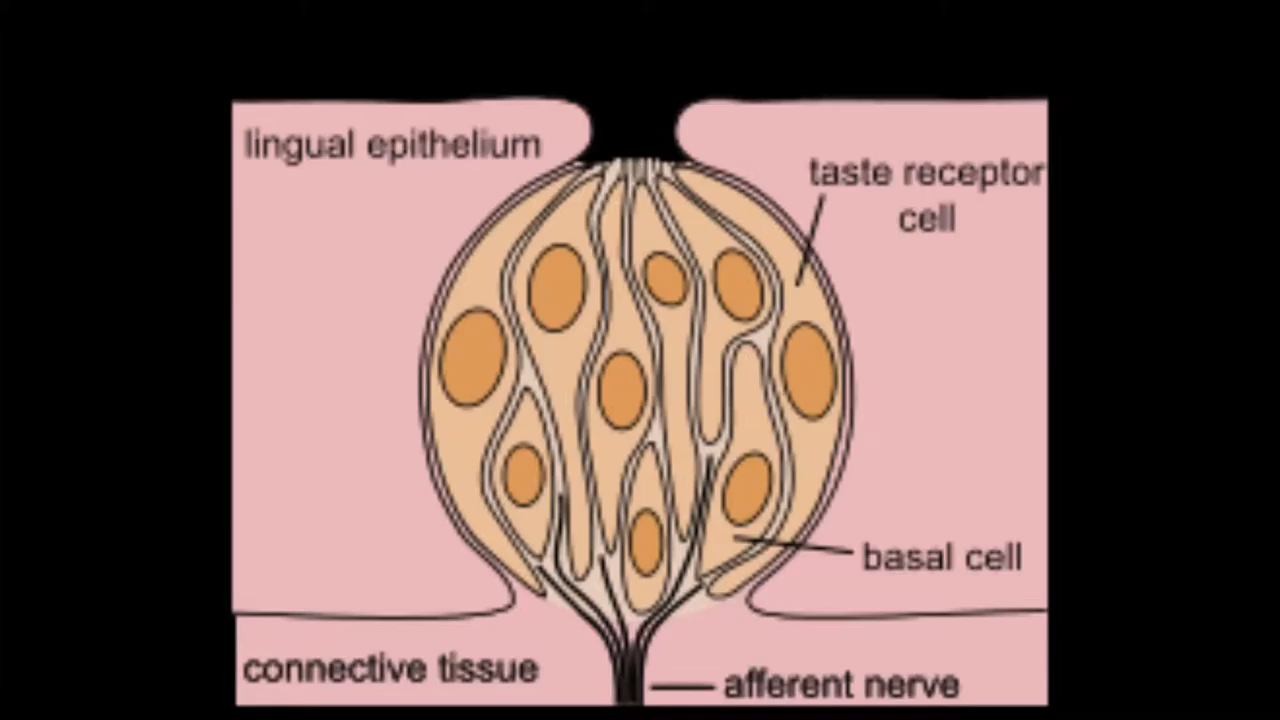 lingual epithelium
taste receptor
cell
basal cell
connective tissue
afferent nerve